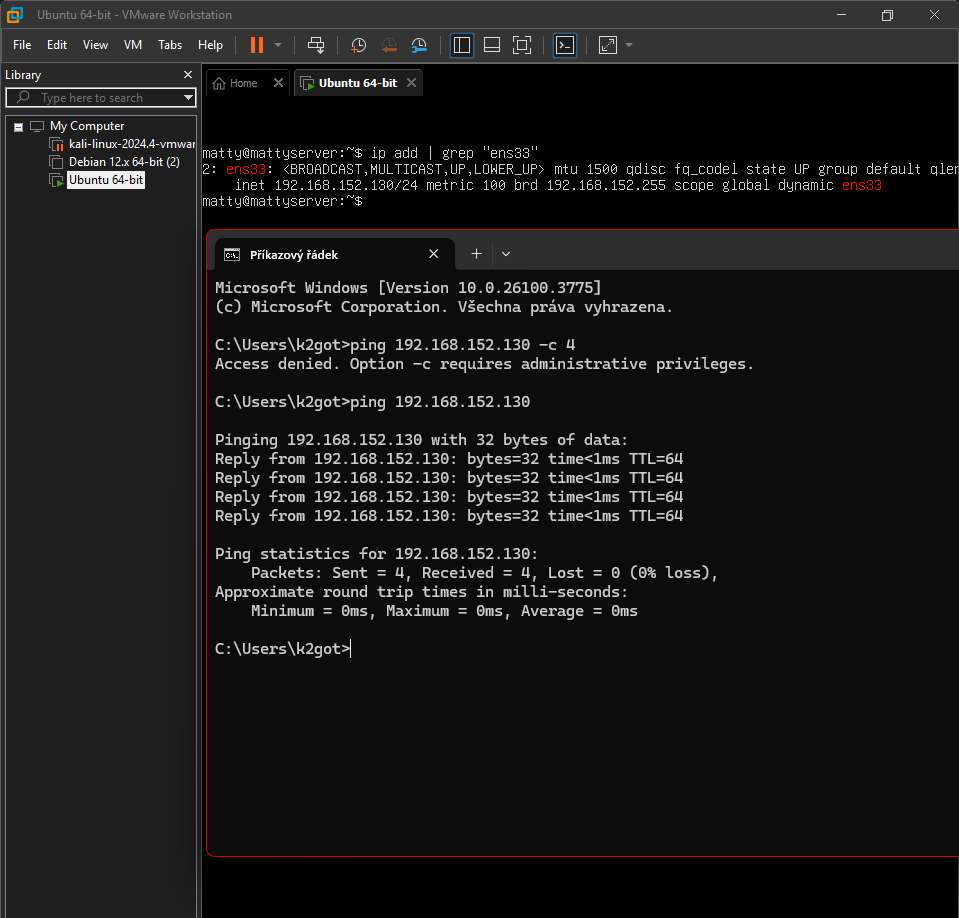 Ubuntu 64-bit - VMware Workstation
File Edit View VM Tabs Help
Library
Type here to search
My Computer
kali-linux-2024.4-vmwar
Debian 12.x 64-bit (2)
Ubuntu 64-bit
Home
Ubuntu 64-bit
matty@mattyserver:~$ ip add | grep "ens33"
2: ens33: <BROADCAST,MULTICAST,UP,LOWER_UP> mtu 1500 qdisc fq_codel state UP group default qlen
inet 192.168.152.130/24 metric 100 brd 192.168.152.255 scope global dynamic ens33
matty@mattyserver:~$
Příkazový řádek
Microsoft Windows [Version 10.0.26100.3775]
(c) Microsoft Corporation. Všechna práva vyhrazena.
C:\Users\k2got>ping 192.168.152.130 -c 4
Access denied. Option -c requires administrative privileges.
C:\Users\k2got>ping 192.168.152.130
Pinging 192.168.152.130 with 32 bytes of data:
Reply from 192.168.152.130: bytes=32 time<1ms TTL=64
Reply from 192.168.152.130: bytes=32 time<1ms TTL=64
Reply from 192.168.152.130: bytes=32 time<1ms TTL=64
Reply from 192.168.152.130: bytes=32 time<1ms TTL=64
Ping statistics for 192.168.152.130:
Packets: Sent = 4, Received = 4, Lost = 0 (0% loss),
Approximate round trip times in milli-seconds:
Minimum = 0ms, Maximum = 0ms, Average = 0ms
C:\Users\k2got>